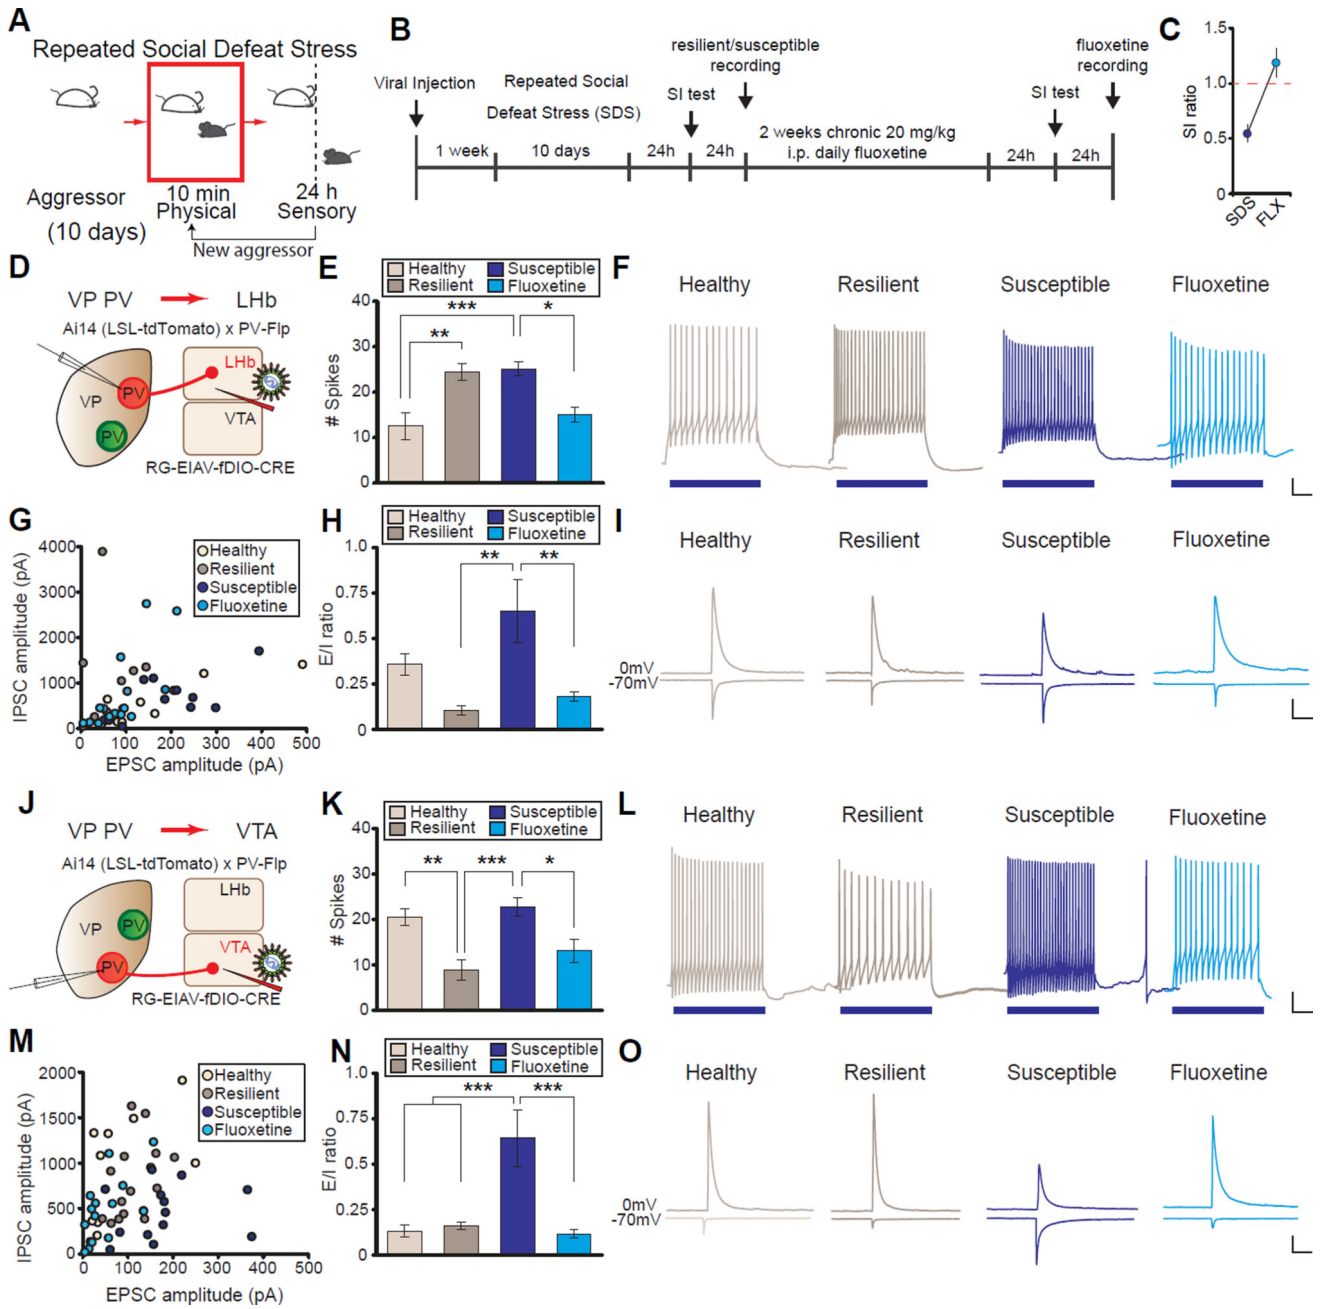 A
Repeated Social Defeat Stress
Aggressor
(10 days)
10 min
Physical
24 h
Sensory
New aggressor
B
Viral Injection
Repeated Social
Defeat Stress (SDS)
resilient/susceptible
recording
SI test
fluoxetine
recording
SI test
1 week
10 days
24h
24h
2 weeks chronic 20 mg/kg
i.p. daily fluoxetine
24h
24h
C
SI ratio
1.5
1.0
0.5
0
SDS
FLX
D
VP PV
LHb
Ai14 (LSL-tdTomato) x PV-Flp
VP
PV
PV
LHb
VTA
RG-EIAV-fDIO-CRE
E
Healthy
Susceptible
Resilient
Fluoxetine
# Spikes
40
30
20
10
0
***
*
**
F
Healthy
Resilient
Susceptible
Fluoxetine
G
IPSC amplitude (pA)
4000
3000
2000
1000
0
Healthy
Resilient
Susceptible
Fluoxetine
0
100
200
300
400
500
EPSC amplitude (pA)
H
Healthy
Susceptible
Resilient
Fluoxetine
E/I ratio
1.0
0.75
0.5
0.25
0
**
**
I
Healthy
Resilient
Susceptible
Fluoxetine
0mV
-70mV
J
VP PV
VTA
Ai14 (LSL-tdTomato) x PV-Flp
VP
PV
PV
LHb
VTA
RG-EIAV-fDIO-CRE
K
Healthy
Susceptible
Resilient
Fluoxetine
# Spikes
40
30
20
10
0
**
***
*
L
Healthy
Resilient
Susceptible
Fluoxetine
M
IPSC amplitude (pA)
2000
1500
1000
500
0
Healthy
Resilient
Susceptible
Fluoxetine
0
100
200
300
400
500
EPSC amplitude (pA)
N
Healthy
Susceptible
Resilient
Fluoxetine
E/I ratio
1.0
0.75
0.5
0.25
0
***
***
O
Healthy
Resilient
Susceptible
Fluoxetine
0mV
-70mV